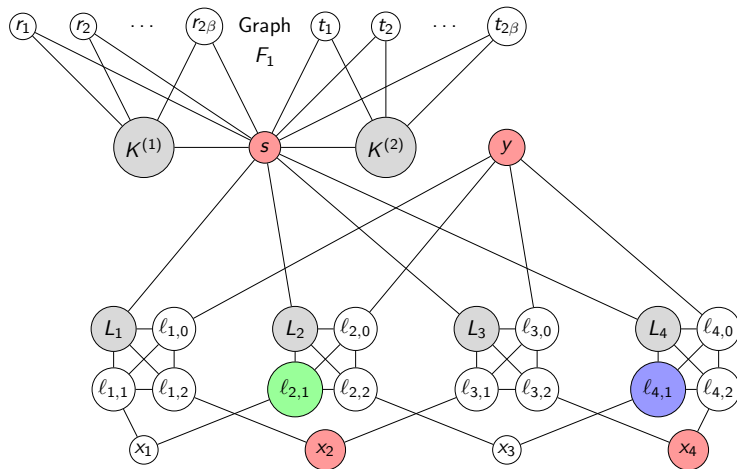 r₁ r₂ ⋯ r₂β Graph t₁ t₂ ⋯ t₂β
F₁
K⁽¹⁾ s K⁽²⁾ y
L₁ ℓ₁,₀ L₂ ℓ₂,₀ L₃ ℓ₃,₀ L₄ ℓ₄,₀
ℓ₁,₁ ℓ₁,₂ ℓ₂,₁ ℓ₂,₂ ℓ₃,₁ ℓ₃,₂ ℓ₄,₁ ℓ₄,₂
x₁ x₂ x₃ x₄